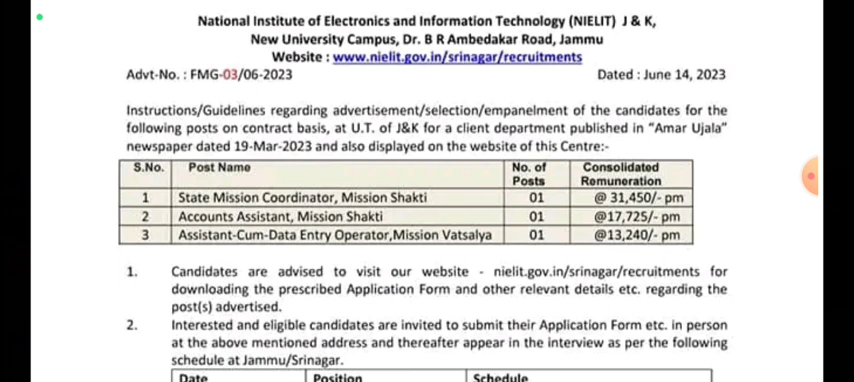 National Institute of Electronics and Information Technology (NIELIT) J & K,
New University Campus, Dr. B R Ambedakar Road, Jammu
Website : www.nielit.gov.in/srinagar/recruitments
Advt-No. : FMG-03/06-2023 Dated : June 14, 2023
Instructions/Guidelines regarding advertisement/selection/empanelment of the candidates for the
following posts on contract basis, at U.T. of J&K for a client department published in "Amar Ujala"
newspaper dated 19-Mar-2023 and also displayed on the website of this Centre:-
S.No. Post Name No. of Posts Consolidated Remuneration
1 State Mission Coordinator, Mission Shakti 01 @ 31,450/- pm
2 Accounts Assistant, Mission Shakti 01 @17,725/- pm
3 Assistant-Cum-Data Entry Operator,Mission Vatsalya 01 @13,240/- pm
1. Candidates are advised to visit our website - nielit.gov.in/srinagar/recruitments for
downloading the prescribed Application Form and other relevant details etc. regarding the
post(s) advertised.
2. Interested and eligible candidates are invited to submit their Application Form etc. in person
at the above mentioned address and thereafter appear in the interview as per the following
schedule at Jammu/Srinagar.
Date Position Schedule